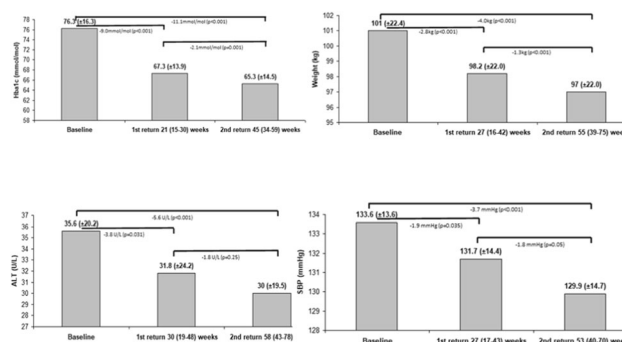 -11.1mmol/mol (p<0.001)
76.3 (±16.3)
-9.0mmol/mol (p<0.001)
-2.1mmol/mol (p=0.001)
67.3 (±13.9)
65.3 (±14.5)
Hba1c (mmol/mol)
78
76
74
72
70
68
66
64
62
60
58
Baseline
1st return 21 (15-30) weeks
2nd return 45 (34-59) weeks
-4.0kg (p<0.001)
101 (±22.4)
-2.8kg (p<0.001)
-1.3kg (p<0.001)
98.2 (±22.0)
97 (±22.0)
Weight (kg)
102
101
100
99
98
97
96
95
94
Baseline
1st return 27 (16-42) weeks
2nd return 55 (39-75) weeks
-5.6 U/L (p<0.001)
35.6 (±20.2)
-3.8 U/L (p=0.031)
-1.8 U/L (p=0.25)
31.8 (±24.2)
30 (±19.5)
ALT
(U/L)
37
36
35
34
33
32
31
30
29
28
27
Baseline
1st return 30 (19-48) weeks
2nd return 58 (43-78)
-3.7 mmHg (p<0.001)
133.6 (±13.6)
-1.9 mmHg (p=0.035)
-1.8 mmHg (p=0.05)
131.7 (±14.4)
129.9 (±14.7)
SBP
(mmHg)
134
133
132
131
130
129
128
Baseline
1st return 27 (17-43) weeks
2nd return 53 (40-70) weeks